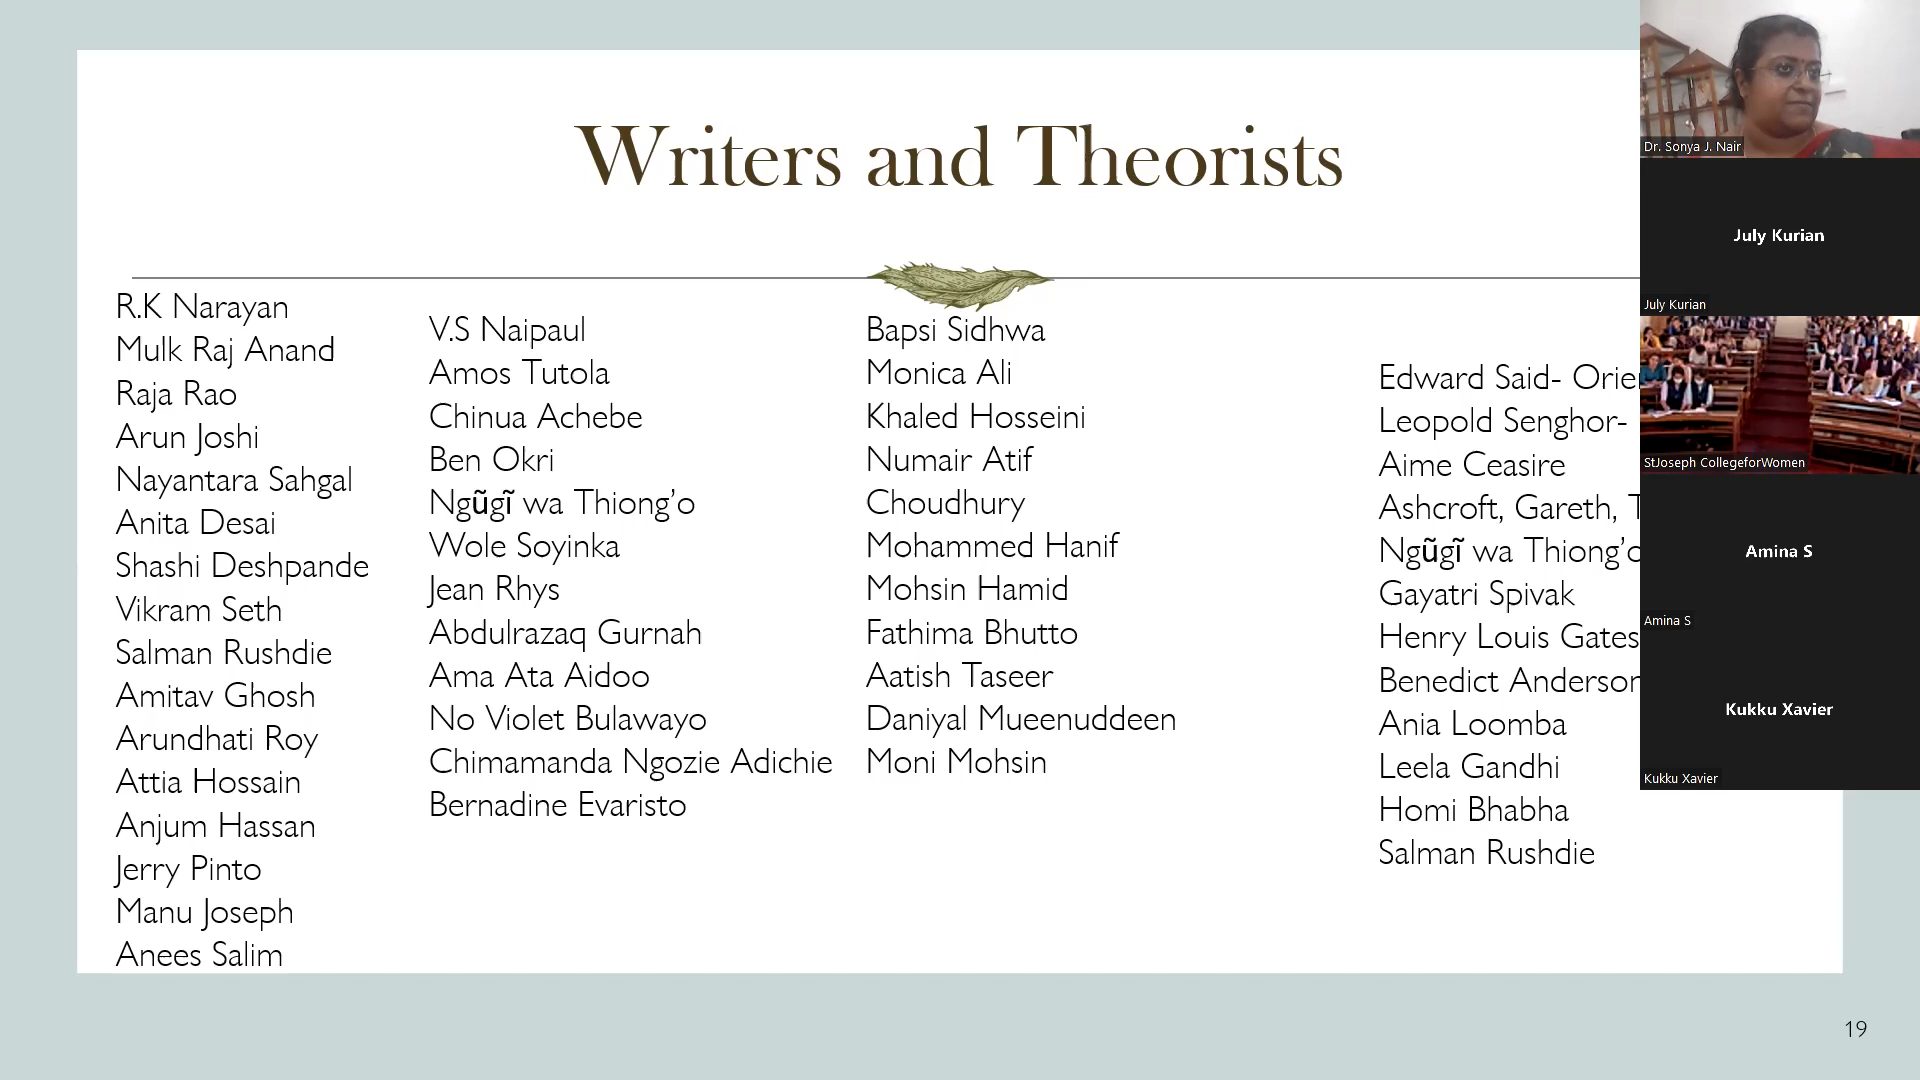 Writers and Theorists
R.K Narayan
Mulk Raj Anand
Raja Rao
Arun Joshi
Nayantara Sahgal
Anita Desai
Shashi Deshpande
Vikram Seth
Salman Rushdie
Amitav Ghosh
Arundhati Roy
Attia Hossain
Anjum Hassan
Jerry Pinto
Manu Joseph
Anees Salim
V.S Naipaul
Amos Tutola
Chinua Achebe
Ben Okri
Ngũgĩ wa Thiong’o
Wole Soyinka
Jean Rhys
Abdulrazaq Gurnah
Ama Ata Aidoo
No Violet Bulawayo
Chimamanda Ngozie Adichie
Bernadine Evaristo
Bapsi Sidhwa
Monica Ali
Khaled Hosseini
Numair Atif
Choudhury
Mohammed Hanif
Mohsin Hamid
Fathima Bhutto
Aatish Taseer
Daniyal Mueenuddeen
Moni Mohsin
Edward Said-
Leopold Senghor-
Aime Ceasire
Ashcroft, Gareth,
Ngũgĩ wa Thiong’o
Gayatri Spivak
Henry Louis Gates
Benedict Anderson
Ania Loomba
Leela Gandhi
Homi Bhabha
Salman Rushdie
Dr. Sonya J. Nair
July Kurian
July Kurian
StJoseph CollegeforWomen
Amina S
Amina S
Kukku Xavier
Kukku Xavier
19